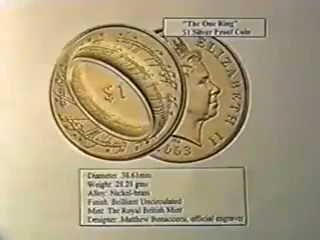 "The One Ring"
$1 Silver Proof Coin
ELIZABETH II
$1
Diameter: 38.61mm
Weight: 28.28 gms
Alloy: Nickel-brass
Finish: Brilliant Uncirculated
Mint: The Royal British Mint
Designer: Matthew Bonaccorsi, official engraver